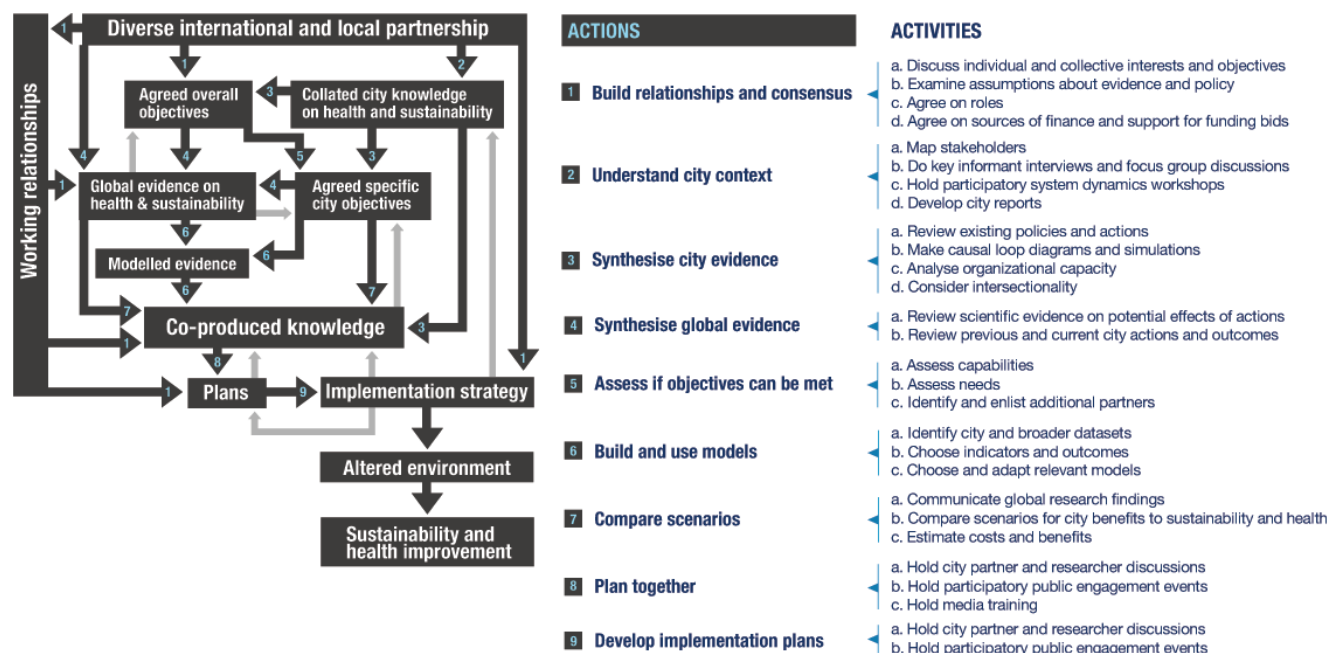 1
Diverse international and local partnership
1
2
Working relationships
Agreed overall
objectives
3
Collated city knowledge
on health and sustainability
4
4
5
3
1
Global evidence on
health & sustainability
4
Agreed specific
city objectives
6
6
Modelled evidence
6
7
7
Co-produced knowledge
3
1
8
1
1
Plans
9
Implementation strategy
Altered environment
Sustainability and
health improvement
ACTIONS
ACTIVITIES
1 Build relationships and consensus
a. Discuss individual and collective interests and objectives
b. Examine assumptions about evidence and policy
c. Agree on roles
d. Agree on sources of finance and support for funding bids
2 Understand city context
a. Map stakeholders
b. Do key informant interviews and focus group discussions
c. Hold participatory system dynamics workshops
d. Develop city reports
3 Synthesise city evidence
a. Review existing policies and actions
b. Make causal loop diagrams and simulations
c. Analyse organizational capacity
d. Consider intersectionality
4 Synthesise global evidence
a. Review scientific evidence on potential effects of actions
b. Review previous and current city actions and outcomes
5 Assess if objectives can be met
a. Assess capabilities
b. Assess needs
c. Identify and enlist additional partners
6 Build and use models
a. Identify city and broader datasets
b. Choose indicators and outcomes
c. Choose and adapt relevant models
7 Compare scenarios
a. Communicate global research findings
b. Compare scenarios for city benefits to sustainability and health
c. Estimate costs and benefits
8 Plan together
a. Hold city partner and researcher discussions
b. Hold participatory public engagement events
c. Hold media training
9 Develop implementation plans
a. Hold city partner and researcher discussions
b. Hold participatory public engagement events